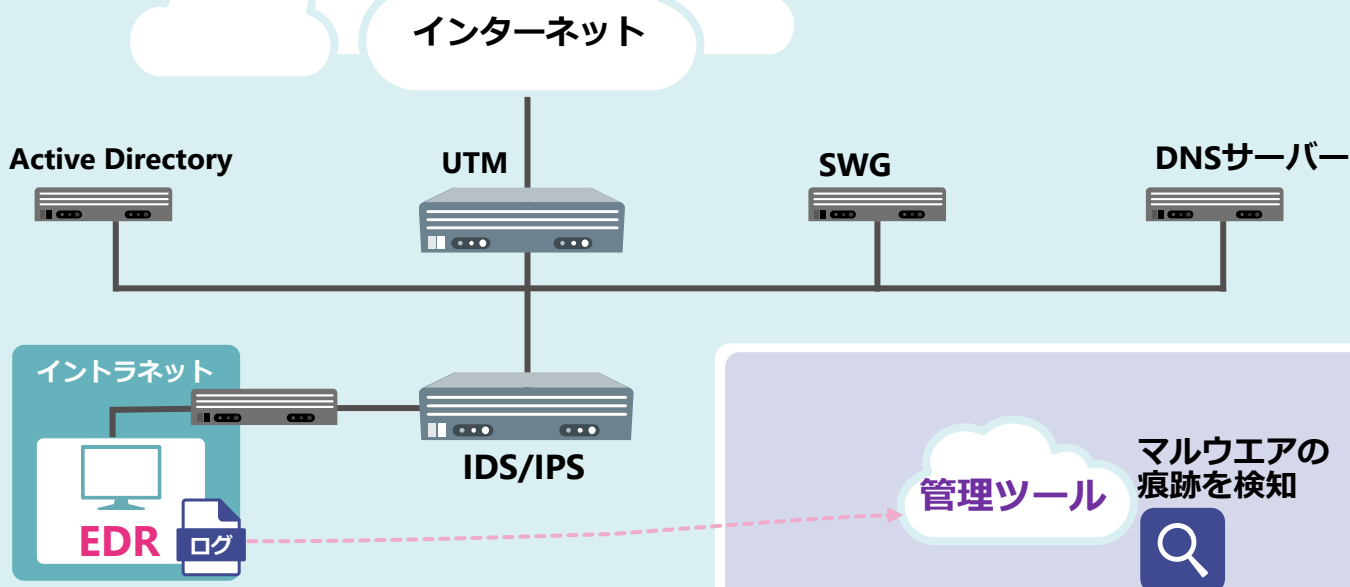 インターネット
Active Directory
UTM
SWG
DNSサーバー
イントラネット
IDS/IPS
EDR
ログ
管理ツール
マルウエアの
痕跡を検知